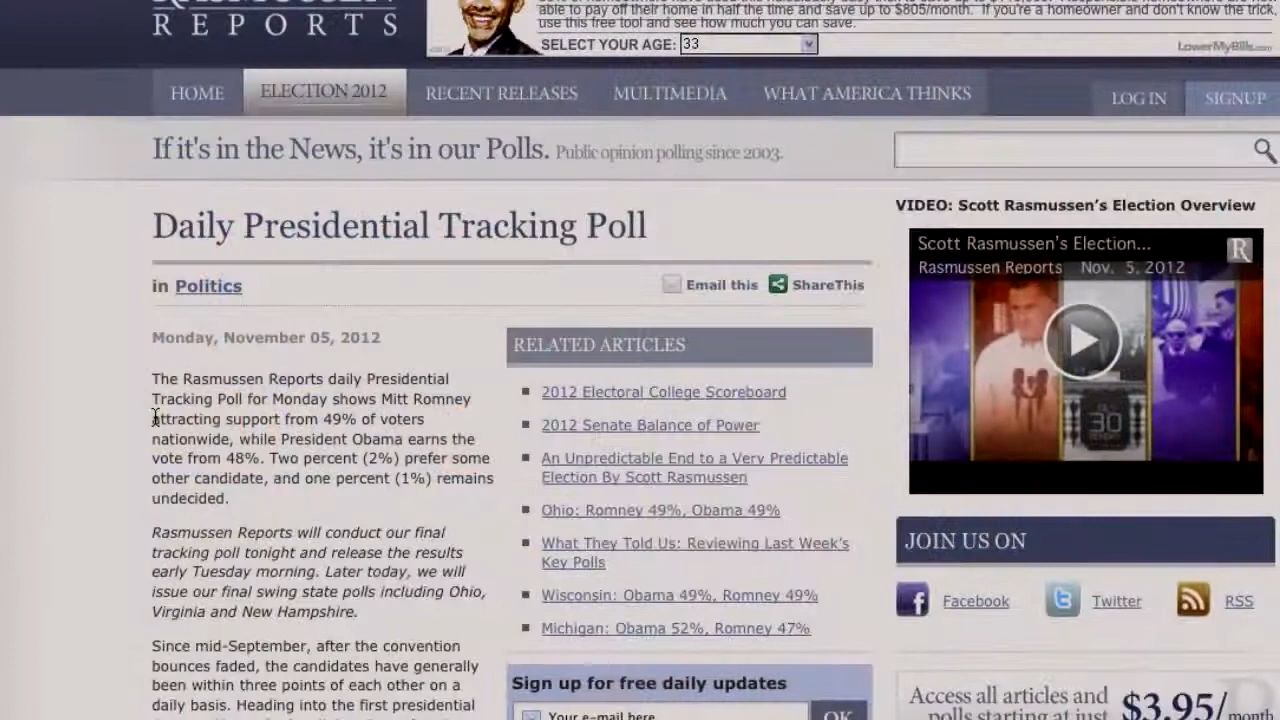 RASMUSSEN
REPORTS
able to pay off their home in half the time and save up to $805/month. If you're a homeowner and don't know the trick,
use this free tool and see how much you can save.
SELECT YOUR AGE: 33
LowerMyBills.com
HOME
ELECTION 2012
RECENT RELEASES
MULTIMEDIA
WHAT AMERICA THINKS
LOG IN
SIGNUP
If it's in the News, it's in our Polls. Public opinion polling since 2003.
Daily Presidential Tracking Poll
in Politics
Email this
ShareThis
Monday, November 05, 2012
The Rasmussen Reports daily Presidential
Tracking Poll for Monday shows Mitt Romney
attracting support from 49% of voters
nationwide, while President Obama earns the
vote from 48%. Two percent (2%) prefer some
other candidate, and one percent (1%) remains
undecided.
Rasmussen Reports will conduct our final
tracking poll tonight and release the results
early Tuesday morning. Later today, we will
issue our final swing state polls including Ohio,
Virginia and New Hampshire.
Since mid-September, after the convention
bounces faded, the candidates have generally
been within three points of each other on a
daily basis. Heading into the first presidential
RELATED ARTICLES
2012 Electoral College Scoreboard
2012 Senate Balance of Power
An Unpredictable End to a Very Predictable
Election By Scott Rasmussen
Ohio: Romney 49%, Obama 49%
What They Told Us: Reviewing Last Week's
Key Polls
Wisconsin: Obama 49%, Romney 49%
Michigan: Obama 52%, Romney 47%
Sign up for free daily updates
Your e-mail here
OK
VIDEO: Scott Rasmussen's Election Overview
Scott Rasmussen's Election...
Rasmussen Reports Nov. 5, 2012
R
30
JOIN US ON
Facebook
Twitter
RSS
Access all articles and
polls starting at just
$3.95/month